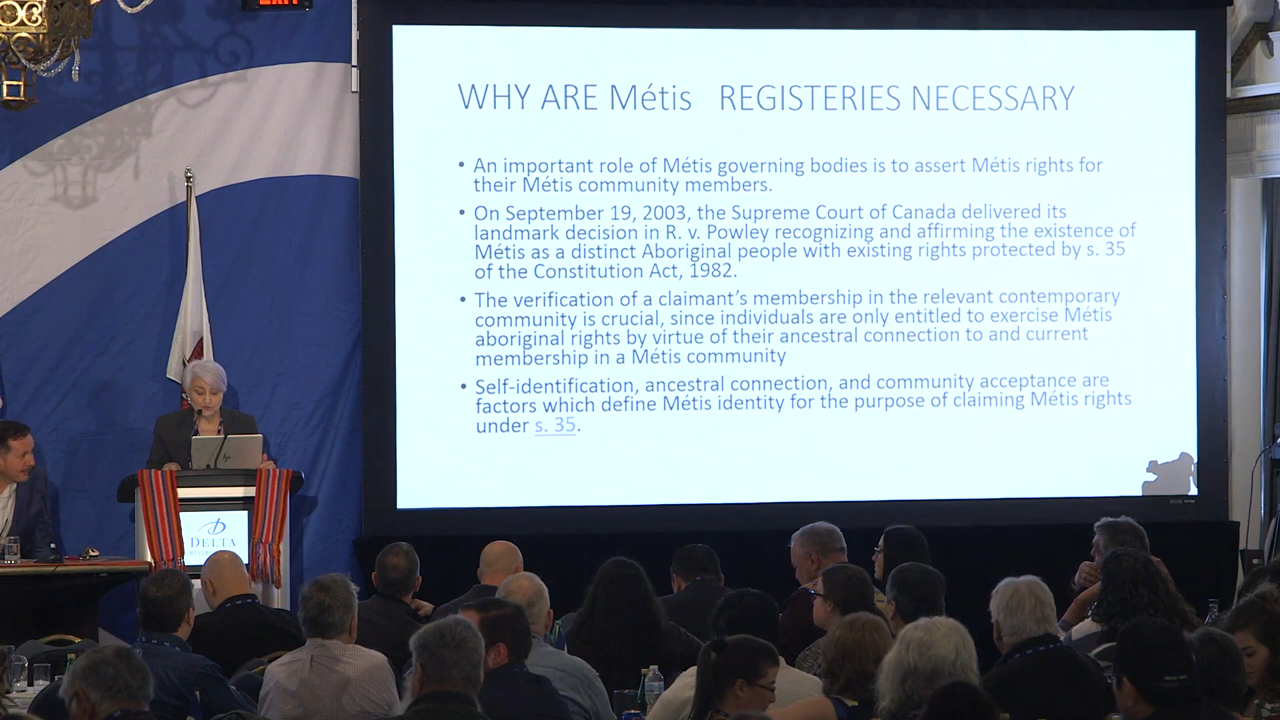 EXIT
WHY ARE Métis REGISTERIES NECESSARY
• An important role of Métis governing bodies is to assert Métis rights for
their Métis community members.
• On September 19, 2003, the Supreme Court of Canada delivered its
landmark decision in R. v. Powley recognizing and affirming the existence of
Métis as a distinct Aboriginal people with existing rights protected by s. 35
of the Constitution Act, 1982.
• The verification of a claimant's membership in the relevant contemporary
community is crucial, since individuals are only entitled to exercise Métis
aboriginal rights by virtue of their ancestral connection to and current
membership in a Métis community
• Self-identification, ancestral connection, and community acceptance are
factors which define Métis identity for the purpose of claiming Métis rights
under s. 35.
hp
DELTA